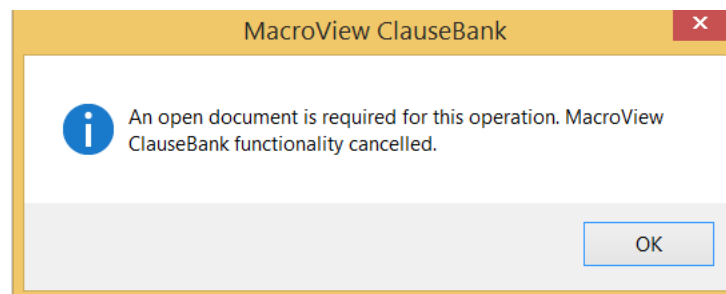 MacroView ClauseBank
An open document is required for this operation. MacroView
ClauseBank functionality cancelled.
OK